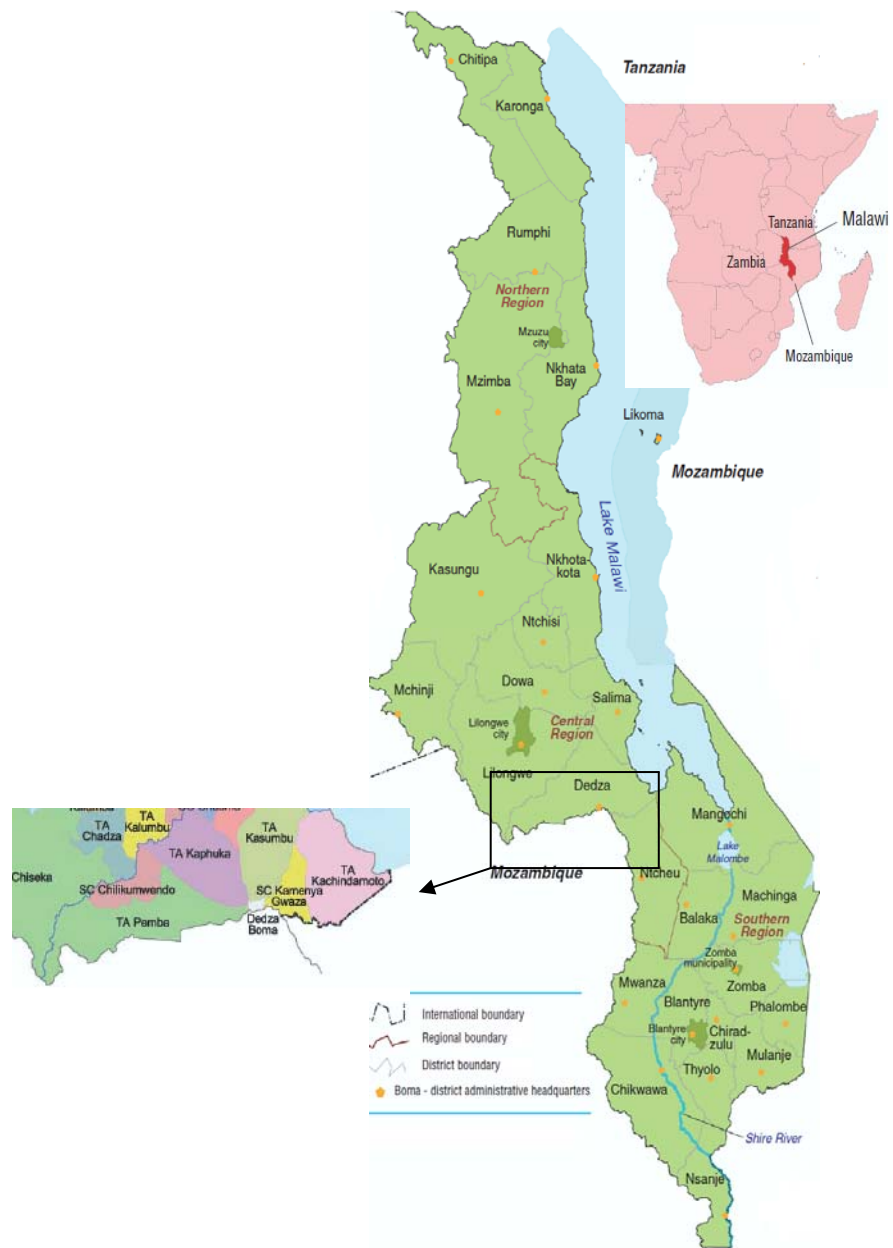 Chitipa
Karonga
Tanzania
Rumphi
Northern
Region
Mzuzu
city
Nkhata
Bay
Mzimba
Tanzania
Malawi
Zambia
Mozambique
Likoma
Mozambique
Lake Malawi
Kasungu
Nkhota-
kota
Ntchisi
Mchinji
Dowa
Salima
Lilongwe
city
Central
Region
Lilongwe
Dedza
Mangochi
Lake
Malombe
Mozambique
Ntcheu
Machinga
Balaka
Southern
Region
Zomba
municipality
Zomba
Mwanza
Blantyre
Phalombe
Blantyre
city
Chirad-
zulu
Mulanje
Thyolo
Chikwawa
Shire River
Nsanje
TA
Chadza
TA
Kalumbu
TA
Kasumbu
TA Kaphuka
TA
Kachindamoto
Chiseka
SC Chilikumwendo
SC Kamenya
Gwaza
TA Pemba
Dedza
Boma
International boundary
Regional boundary
District boundary
Boma - district administrative headquarters